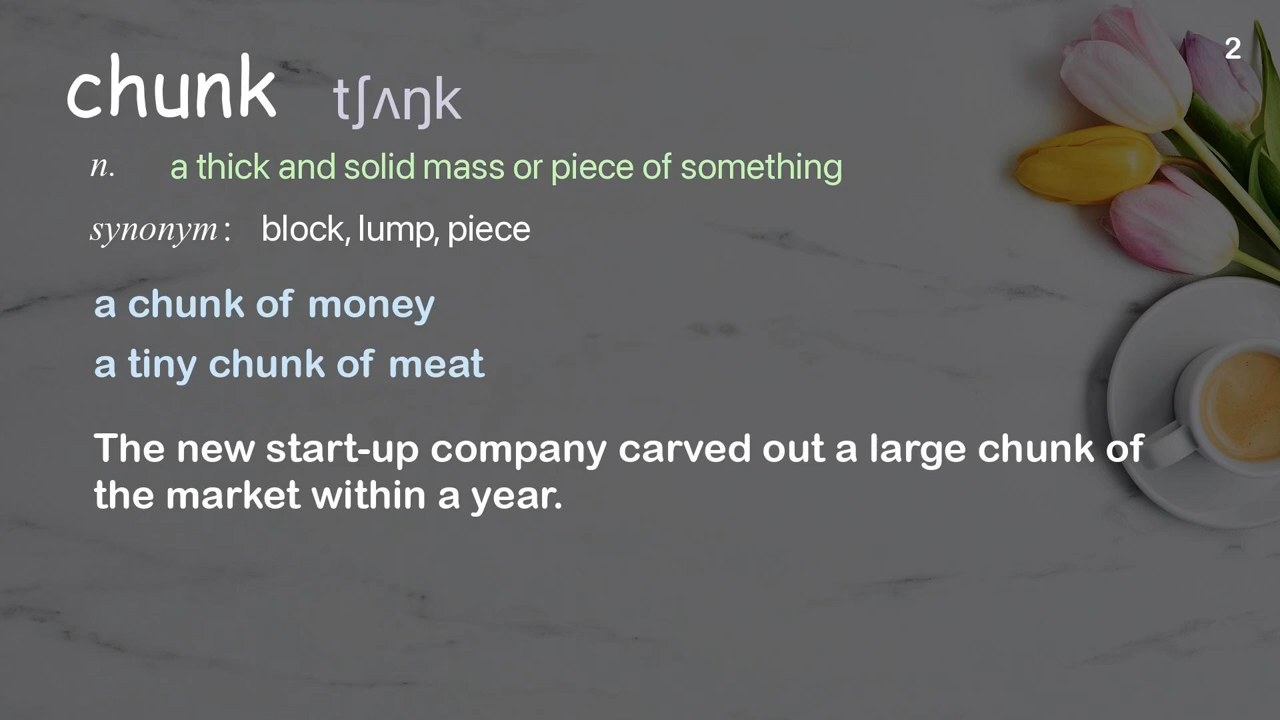 2
chunk tʃʌŋk
n. a thick and solid mass or piece of something
synonym: block, lump, piece
a chunk of money
a tiny chunk of meat
The new start-up company carved out a large chunk of
the market within a year.